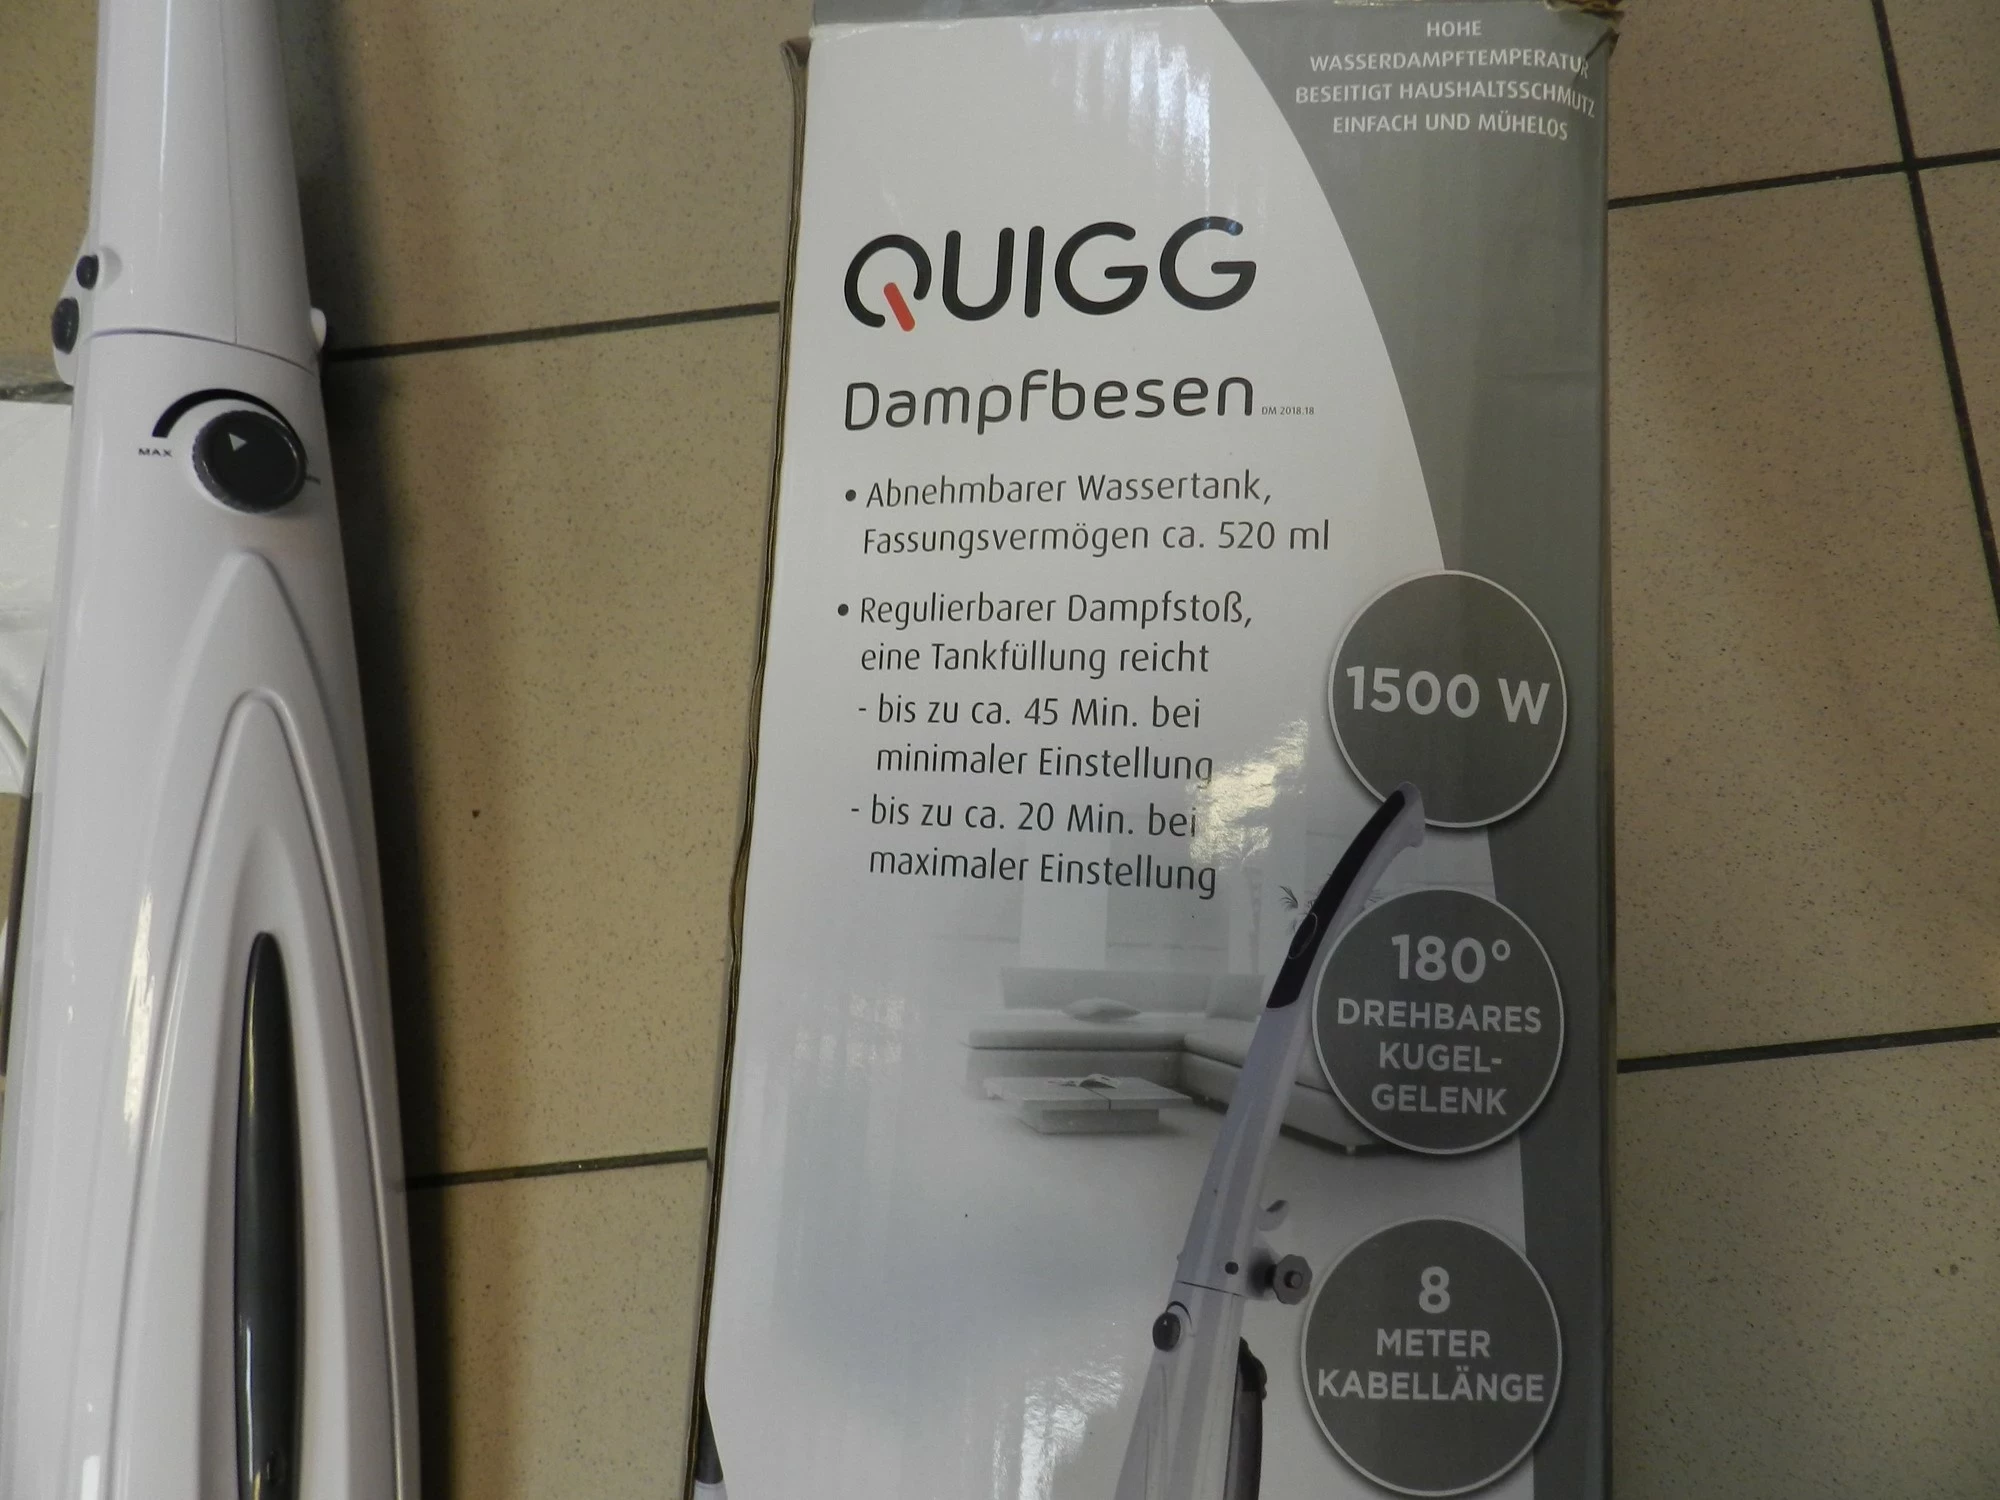 HOHE
WASSERDAMPFTEMPERATUR
BESEITIGT HAUSHALTSSCHMUTZ
EINFACH UND MÜHELOS
QUIGG
Dampfbesen DM 2018.18
• Abnehmbarer Wassertank,
Fassungsvermögen ca. 520 ml
• Regulierbarer Dampfstoß,
eine Tankfüllung reicht
- bis zu ca. 45 Min. bei
minimaler Einstellung
- bis zu ca. 20 Min. bei
maximaler Einstellung
1500 W
180°
DREHBARES
KUGEL-
GELENK
8
METER
KABELLÄNGE
MAX